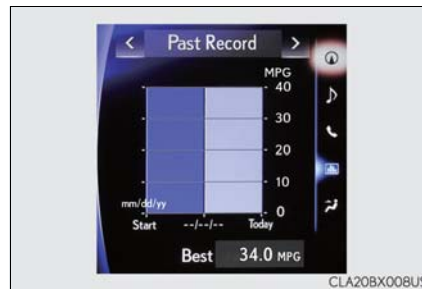 < Past Record >
MPG
40
30
20
10
0
mm/dd/yy
Start --/--/-- Today
Best 34.0 MPG
CLA20BX008US